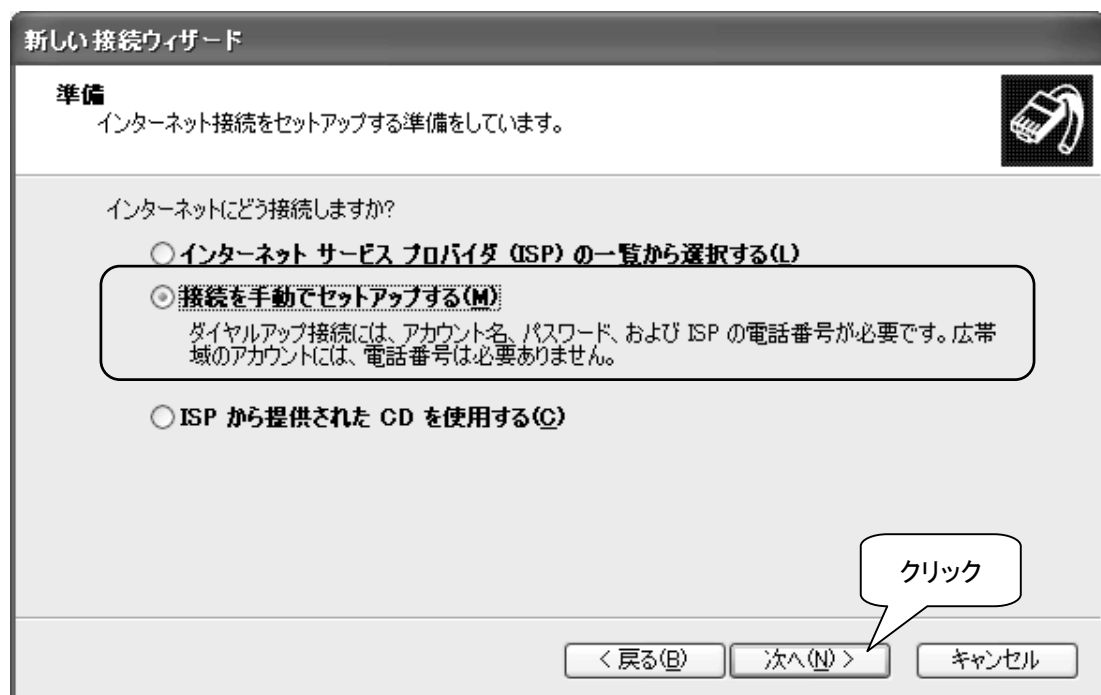 新しい接続ウィザード
準備
インターネット接続をセットアップする準備をしています。
インターネットにどう接続しますか?
インターネット サービス プロバイダ (ISP) の一覧から選択する(L)
接続を手動でセットアップする(M)
ダイヤルアップ接続には、アカウント名、パスワード、および ISP の電話番号が必要です。広帯
域のアカウントには、電話番号は必要ありません。
ISP から提供された CD を使用する(C)
クリック
< 戻る(B) 次へ(N) > キャンセル